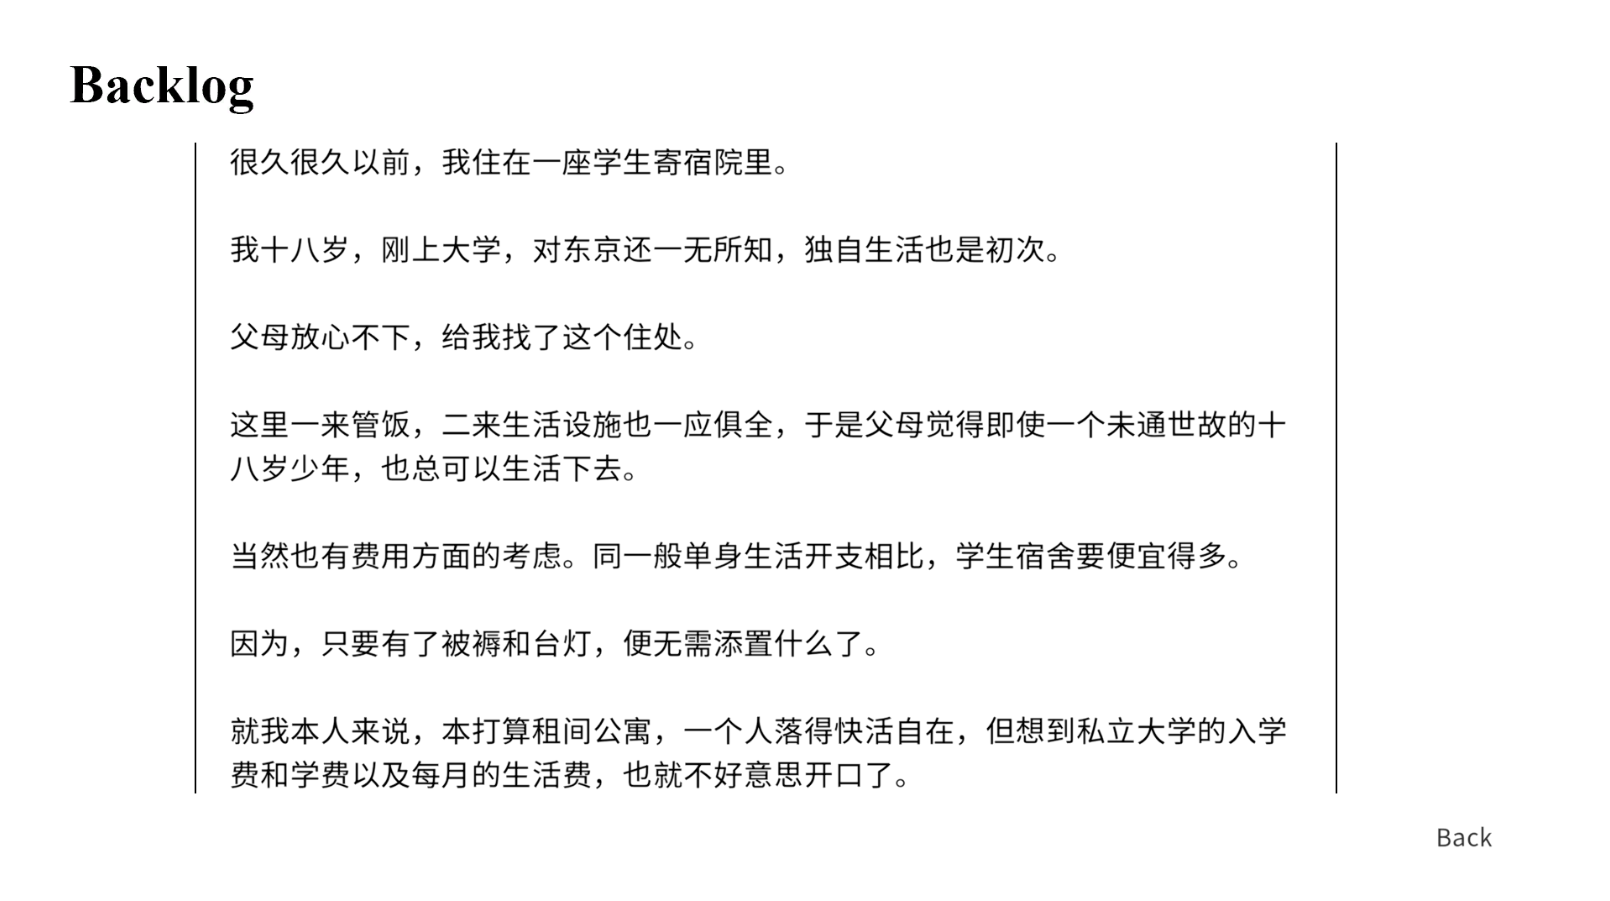 Backlog
很久很久以前，我住在一座学生寄宿院里。
我十八岁，刚上大学，对东京还一无所知，独自生活也是初次。
父母放心不下，给我找了这个住处。
这里一来管饭，二来生活设施也一应俱全，于是父母觉得即使一个未通世故的十
八岁少年，也总可以生活下去。
当然也有费用方面的考虑。同一般单身生活开支相比，学生宿舍要便宜得多。
因为，只要有了被褥和台灯，便无需添置什么了。
就我本人来说，本打算租间公寓，一个人落得快活自在，但想到私立大学的入学
费和学费以及每月的生活费，也就不好意思开口了。
Back